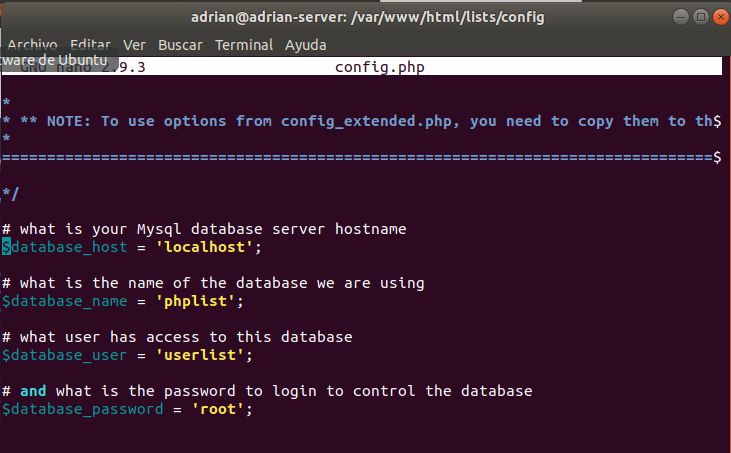 adrian@adrian-server: /var/www/html/lists/config
Archivo Editar Ver Buscar Terminal Ayuda
tware de Ubuntu
GNU nano 2.9.3 config.php
*
* ** NOTE: To use options from config_extended.php, you need to copy them to th$
*
===============================================================================$
*/
# what is your Mysql database server hostname
$database_host = 'localhost';
# what is the name of the database we are using
$database_name = 'phplist';
# what user has access to this database
$database_user = 'userlist';
# and what is the password to login to control the database
$database_password = 'root';